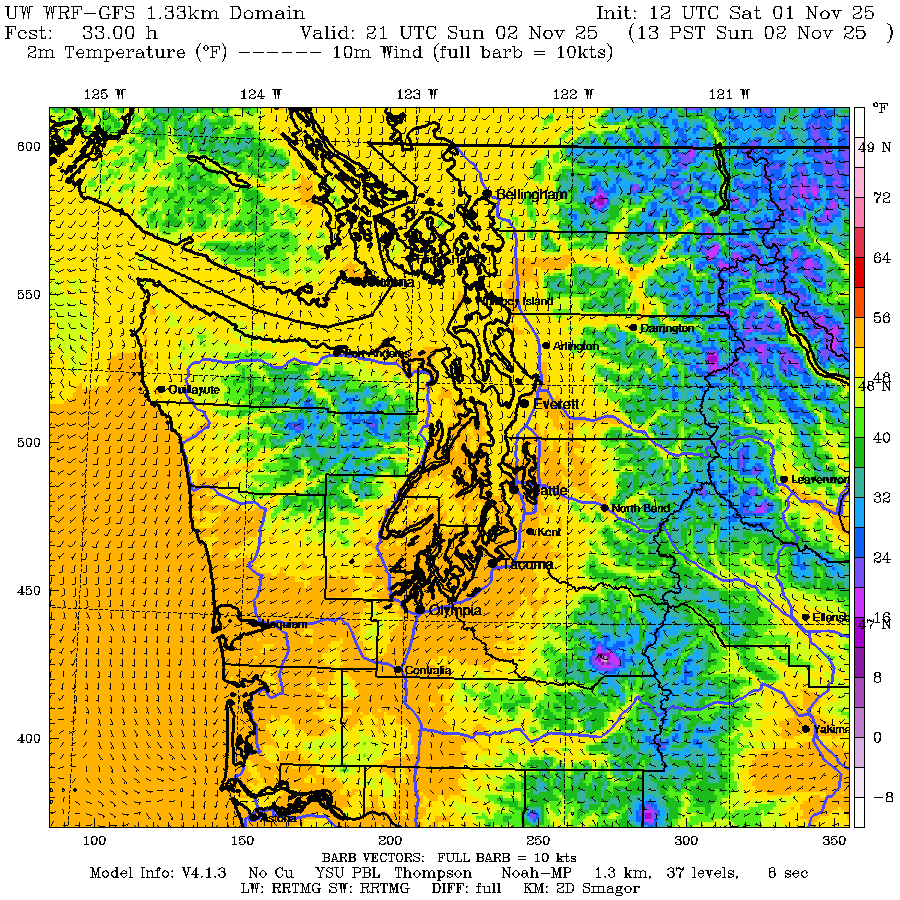 UW WRF-GFS 1.33km Domain Init: 12 UTC Sat 01 Nov 25
Fcst: 33.00 h Valid: 21 UTC Sun 02 Nov 25 (13 PST Sun 02 Nov 25 )
2m Temperature (°F) ------ 10m Wind (full barb = 10kts)
125 W 124 W 123 W 122 W 121 W
°F
600
49 N
Bellingham
72
64
550
Island
56
Darrington
Arlington
Port Angeles
48
48 N
Quillayute
Everett
500
40
Leavenwor
Seattle
32
North Bend
Kent
24
Tacoma
450
Olympia
16
Ellensb
47 N
Hoquiam
Centralia
8
Yakima
400
0
-8
Astoria
100 150 200 250 300 350
BARB VECTORS: FULL BARB = 10 kts
Model Info: V4.1.3 No Cu YSU PBL Thompson Noah-MP 1.3 km, 37 levels, 8 sec
LW: RRTMG SW: RRTMG DIFF: full KM: 2D Smagor